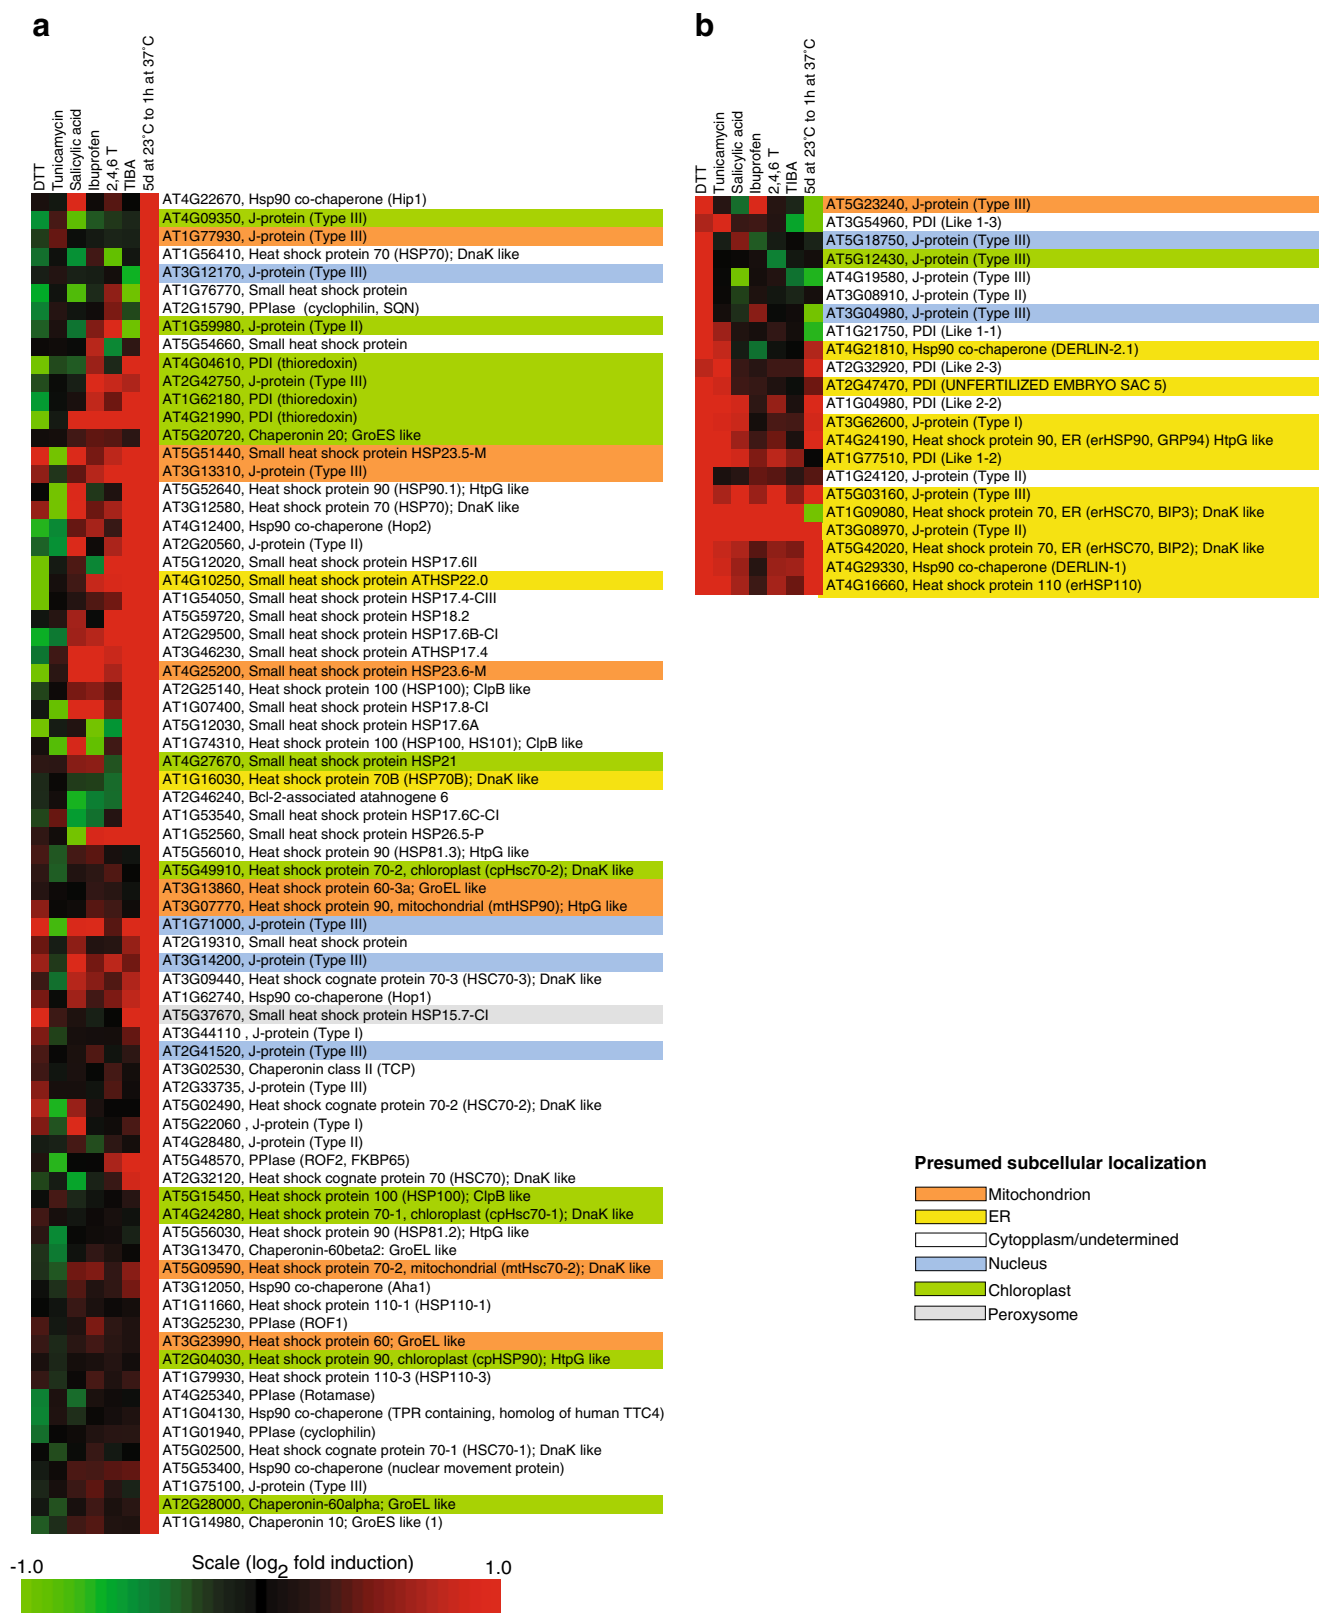 a
DTT
Tunicamycin
Salicylic acid
Ibuprofen
2,4,6 T
TIBA
5d at 23°C to 1h at 37°C
AT4G22670, Hsp90 co-chaperone (Hip1)
AT4G09350, J-protein (Type III)
AT1G77930, J-protein (Type III)
AT1G56410, Heat shock protein 70 (HSP70); DnaK like
AT3G12170, J-protein (Type III)
AT1G76770, Small heat shock protein
AT2G15790, PPIase (cyclophilin, SQN)
AT1G59980, J-protein (Type II)
AT5G54660, Small heat shock protein
AT4G04610, PDI (thioredoxin)
AT2G42750, J-protein (Type III)
AT1G62180, PDI (thioredoxin)
AT4G21990, PDI (thioredoxin)
AT5G20720, Chaperonin 20; GroES like
AT5G51440, Small heat shock protein HSP23.5-M
AT3G13310, J-protein (Type III)
AT5G52640, Heat shock protein 90 (HSP90.1); HtpG like
AT3G12580, Heat shock protein 70 (HSP70); DnaK like
AT4G12400, Hsp90 co-chaperone (Hop2)
AT2G20560, J-protein (Type II)
AT5G12020, Small heat shock protein HSP17.6II
AT4G10250, Small heat shock protein ATHSP22.0
AT1G54050, Small heat shock protein HSP17.4-CIII
AT5G59720, Small heat shock protein HSP18.2
AT2G29500, Small heat shock protein HSP17.6B-CI
AT3G46230, Small heat shock protein ATHSP17.4
AT4G25200, Small heat shock protein HSP23.6-M
AT2G25140, Heat shock protein 100 (HSP100); ClpB like
AT1G07400, Small heat shock protein HSP17.8-CI
AT5G12030, Small heat shock protein HSP17.6A
AT1G74310, Heat shock protein 100 (HSP100, HS101); ClpB like
AT4G27670, Small heat shock protein HSP21
AT1G16030, Heat shock protein 70B (HSP70B); DnaK like
AT2G46240, Bcl-2-associated atahnogene 6
AT1G53540, Small heat shock protein HSP17.6C-CI
AT1G52560, Small heat shock protein HSP26.5-P
AT5G56010, Heat shock protein 90 (HSP81.3); HtpG like
AT5G49910, Heat shock protein 70-2, chloroplast (cpHsc70-2); DnaK like
AT3G13860, Heat shock protein 60-3a; GroEL like
AT3G07770, Heat shock protein 90, mitochondrial (mtHSP90); HtpG like
AT1G71000, J-protein (Type III)
AT2G19310, Small heat shock protein
AT3G14200, J-protein (Type III)
AT3G09440, Heat shock cognate protein 70-3 (HSC70-3); DnaK like
AT1G62740, Hsp90 co-chaperone (Hop1)
AT5G37670, Small heat shock protein HSP15.7-CI
AT3G44110 , J-protein (Type I)
AT2G41520, J-protein (Type III)
AT3G02530, Chaperonin class II (TCP)
AT2G33735, J-protein (Type III)
AT5G02490, Heat shock cognate protein 70-2 (HSC70-2); DnaK like
AT5G22060 , J-protein (Type I)
AT4G28480, J-protein (Type II)
AT5G48570, PPIase (ROF2, FKBP65)
AT2G32120, Heat shock cognate protein 70 (HSC70); DnaK like
AT5G15450, Heat shock protein 100 (HSP100); ClpB like
AT4G24280, Heat shock protein 70-1, chloroplast (cpHsc70-1); DnaK like
AT5G56030, Heat shock protein 90 (HSP81.2); HtpG like
AT3G13470, Chaperonin-60beta2: GroEL like
AT5G09590, Heat shock protein 70-2, mitochondrial (mtHsc70-2); DnaK like
AT3G12050, Hsp90 co-chaperone (Aha1)
AT1G11660, Heat shock protein 110-1 (HSP110-1)
AT3G25230, PPIase (ROF1)
AT3G23990, Heat shock protein 60; GroEL like
AT2G04030, Heat shock protein 90, chloroplast (cpHSP90); HtpG like
AT1G79930, Heat shock protein 110-3 (HSP110-3)
AT4G25340, PPIase (Rotamase)
AT1G04130, Hsp90 co-chaperone (TPR containing, homolog of human TTC4)
AT1G01940, PPIase (cyclophilin)
AT5G02500, Heat shock cognate protein 70-1 (HSC70-1); DnaK like
AT5G53400, Hsp90 co-chaperone (nuclear movement protein)
AT1G75100, J-protein (Type III)
AT2G28000, Chaperonin-60alpha; GroEL like
AT1G14980, Chaperonin 10; GroES like (1)
-1.0 Scale (log2 fold induction) 1.0
b
DTT
Tunicamycin
Salicylic acid
Ibuprofen
2,4,6 T
TIBA
5d at 23°C to 1h at 37°C
AT5G23240, J-protein (Type III)
AT3G54960, PDI (Like 1-3)
AT5G18750, J-protein (Type III)
AT5G12430, J-protein (Type III)
AT4G19580, J-protein (Type III)
AT3G08910, J-protein (Type II)
AT3G04980, J-protein (Type III)
AT1G21750, PDI (Like 1-1)
AT4G21810, Hsp90 co-chaperone (DERLIN-2.1)
AT2G32920, PDI (Like 2-3)
AT2G47470, PDI (UNFERTILIZED EMBRYO SAC 5)
AT1G04980, PDI (Like 2-2)
AT3G62600, J-protein (Type I)
AT4G24190, Heat shock protein 90, ER (erHSP90, GRP94) HtpG like
AT1G77510, PDI (Like 1-2)
AT1G24120, J-protein (Type II)
AT5G03160, J-protein (Type III)
AT1G09080, Heat shock protein 70, ER (erHSC70, BIP3); DnaK like
AT3G08970, J-protein (Type II)
AT5G42020, Heat shock protein 70, ER (erHSC70, BIP2); DnaK like
AT4G29330, Hsp90 co-chaperone (DERLIN-1)
AT4G16660, Heat shock protein 110 (erHSP110)
Presumed subcellular localization
Mitochondrion
ER
Cytopplasm/undetermined
Nucleus
Chloroplast
Peroxysome